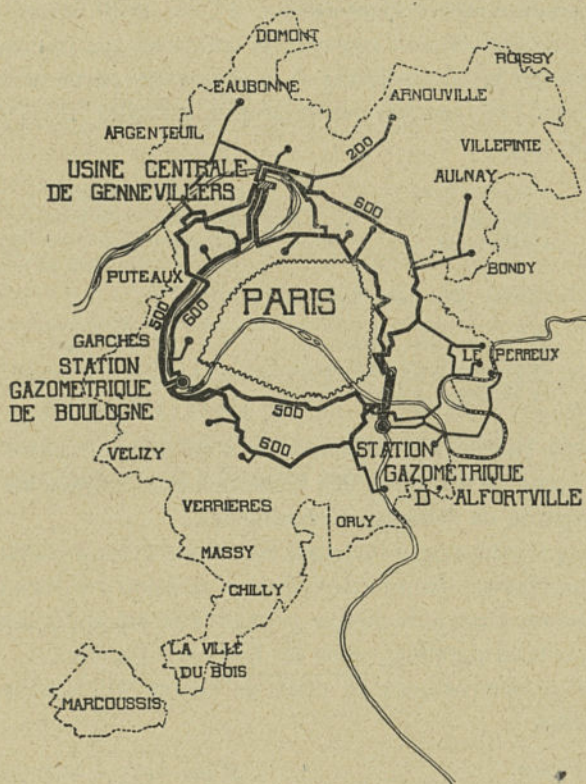 DOMONT
ROISSY
EAUBONNE
ARNOUVILLE
ARGENTEUIL
200
VILLEPINTE
USINE CENTRALE
DE GENNEVILLERS
AULNAY
600
BONDY
PUTEAUX
500
600
PARIS
GARCHES
LE PERREUX
STATION
GAZOMETRIQUE
DE BOULOGNE
500
600
STATION
GAZOMETRIQUE
D ALFORTVILLE
VELIZY
VERRIERES
ORLY
MASSY
CHILLY
LA VILLE
DU BOIS
MARCOUSSIS